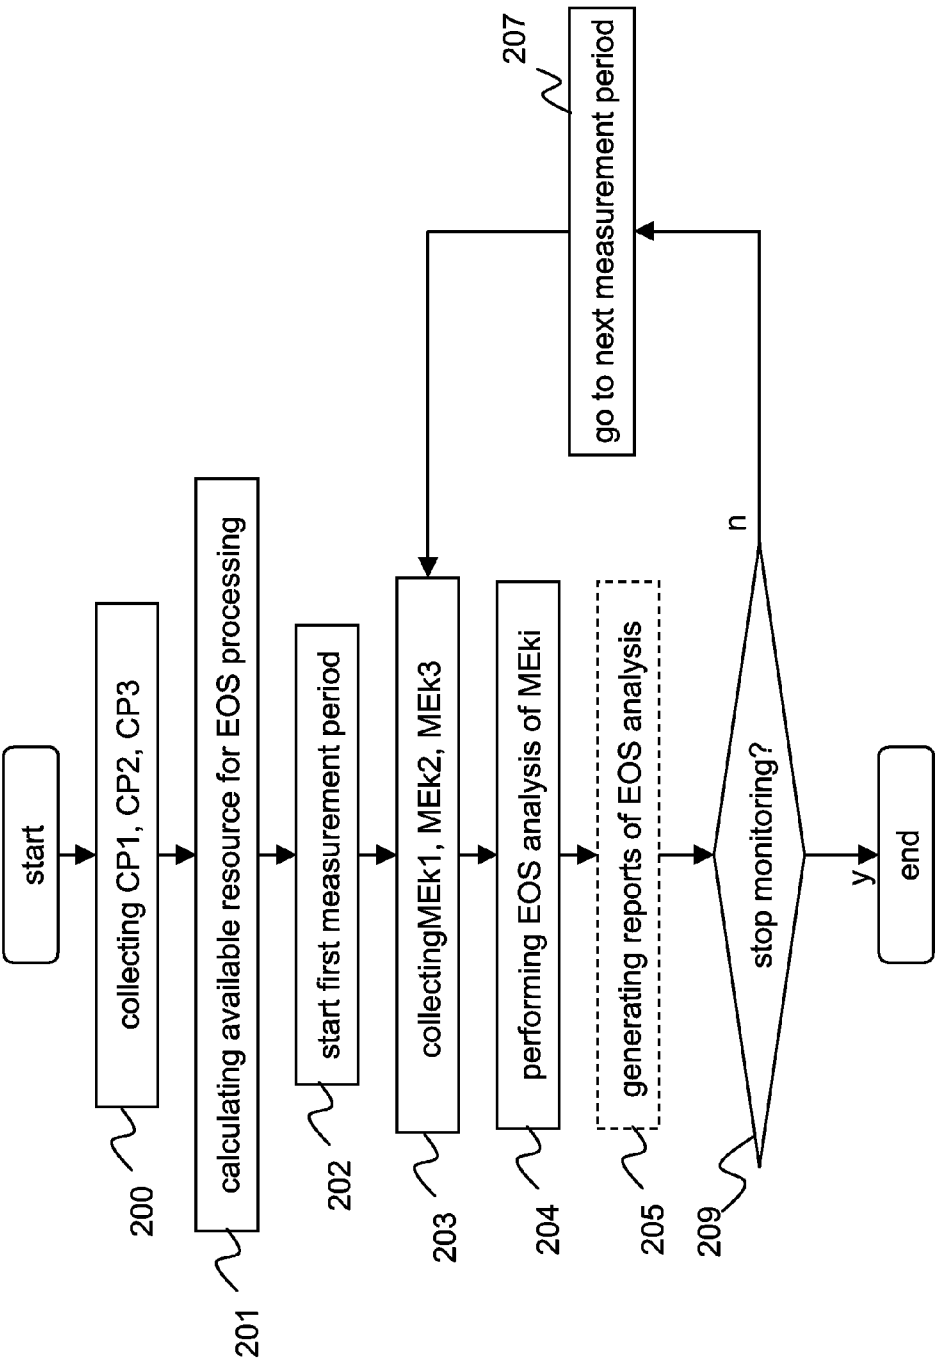 start
collecting CP1, CP2, CP3
200
calculating available resource for EOS processing
201
start first measurement period
202
collectingMEk1, MEk2, MEk3
203
performing EOS analysis of MEki
204
generating reports of EOS analysis
205
stop monitoring?
209
n
go to next measurement period
207
y
end